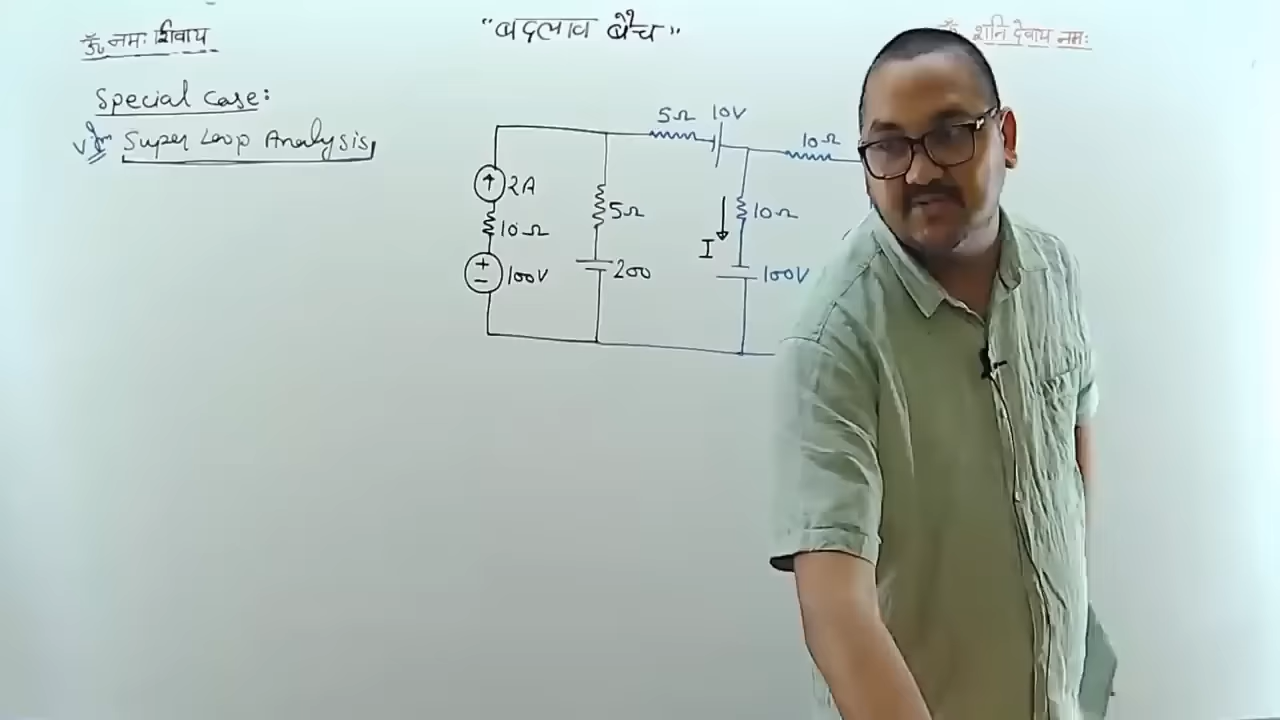 ॐ नमः शिवाय
"बदलाव बैच"
ॐ शनि देवाय नमः
Special Case:
V. Imp Super Loop Analysis
5Ω 10V
10Ω
2A
10Ω
+
−
100V
5Ω
200
I
10Ω
100V